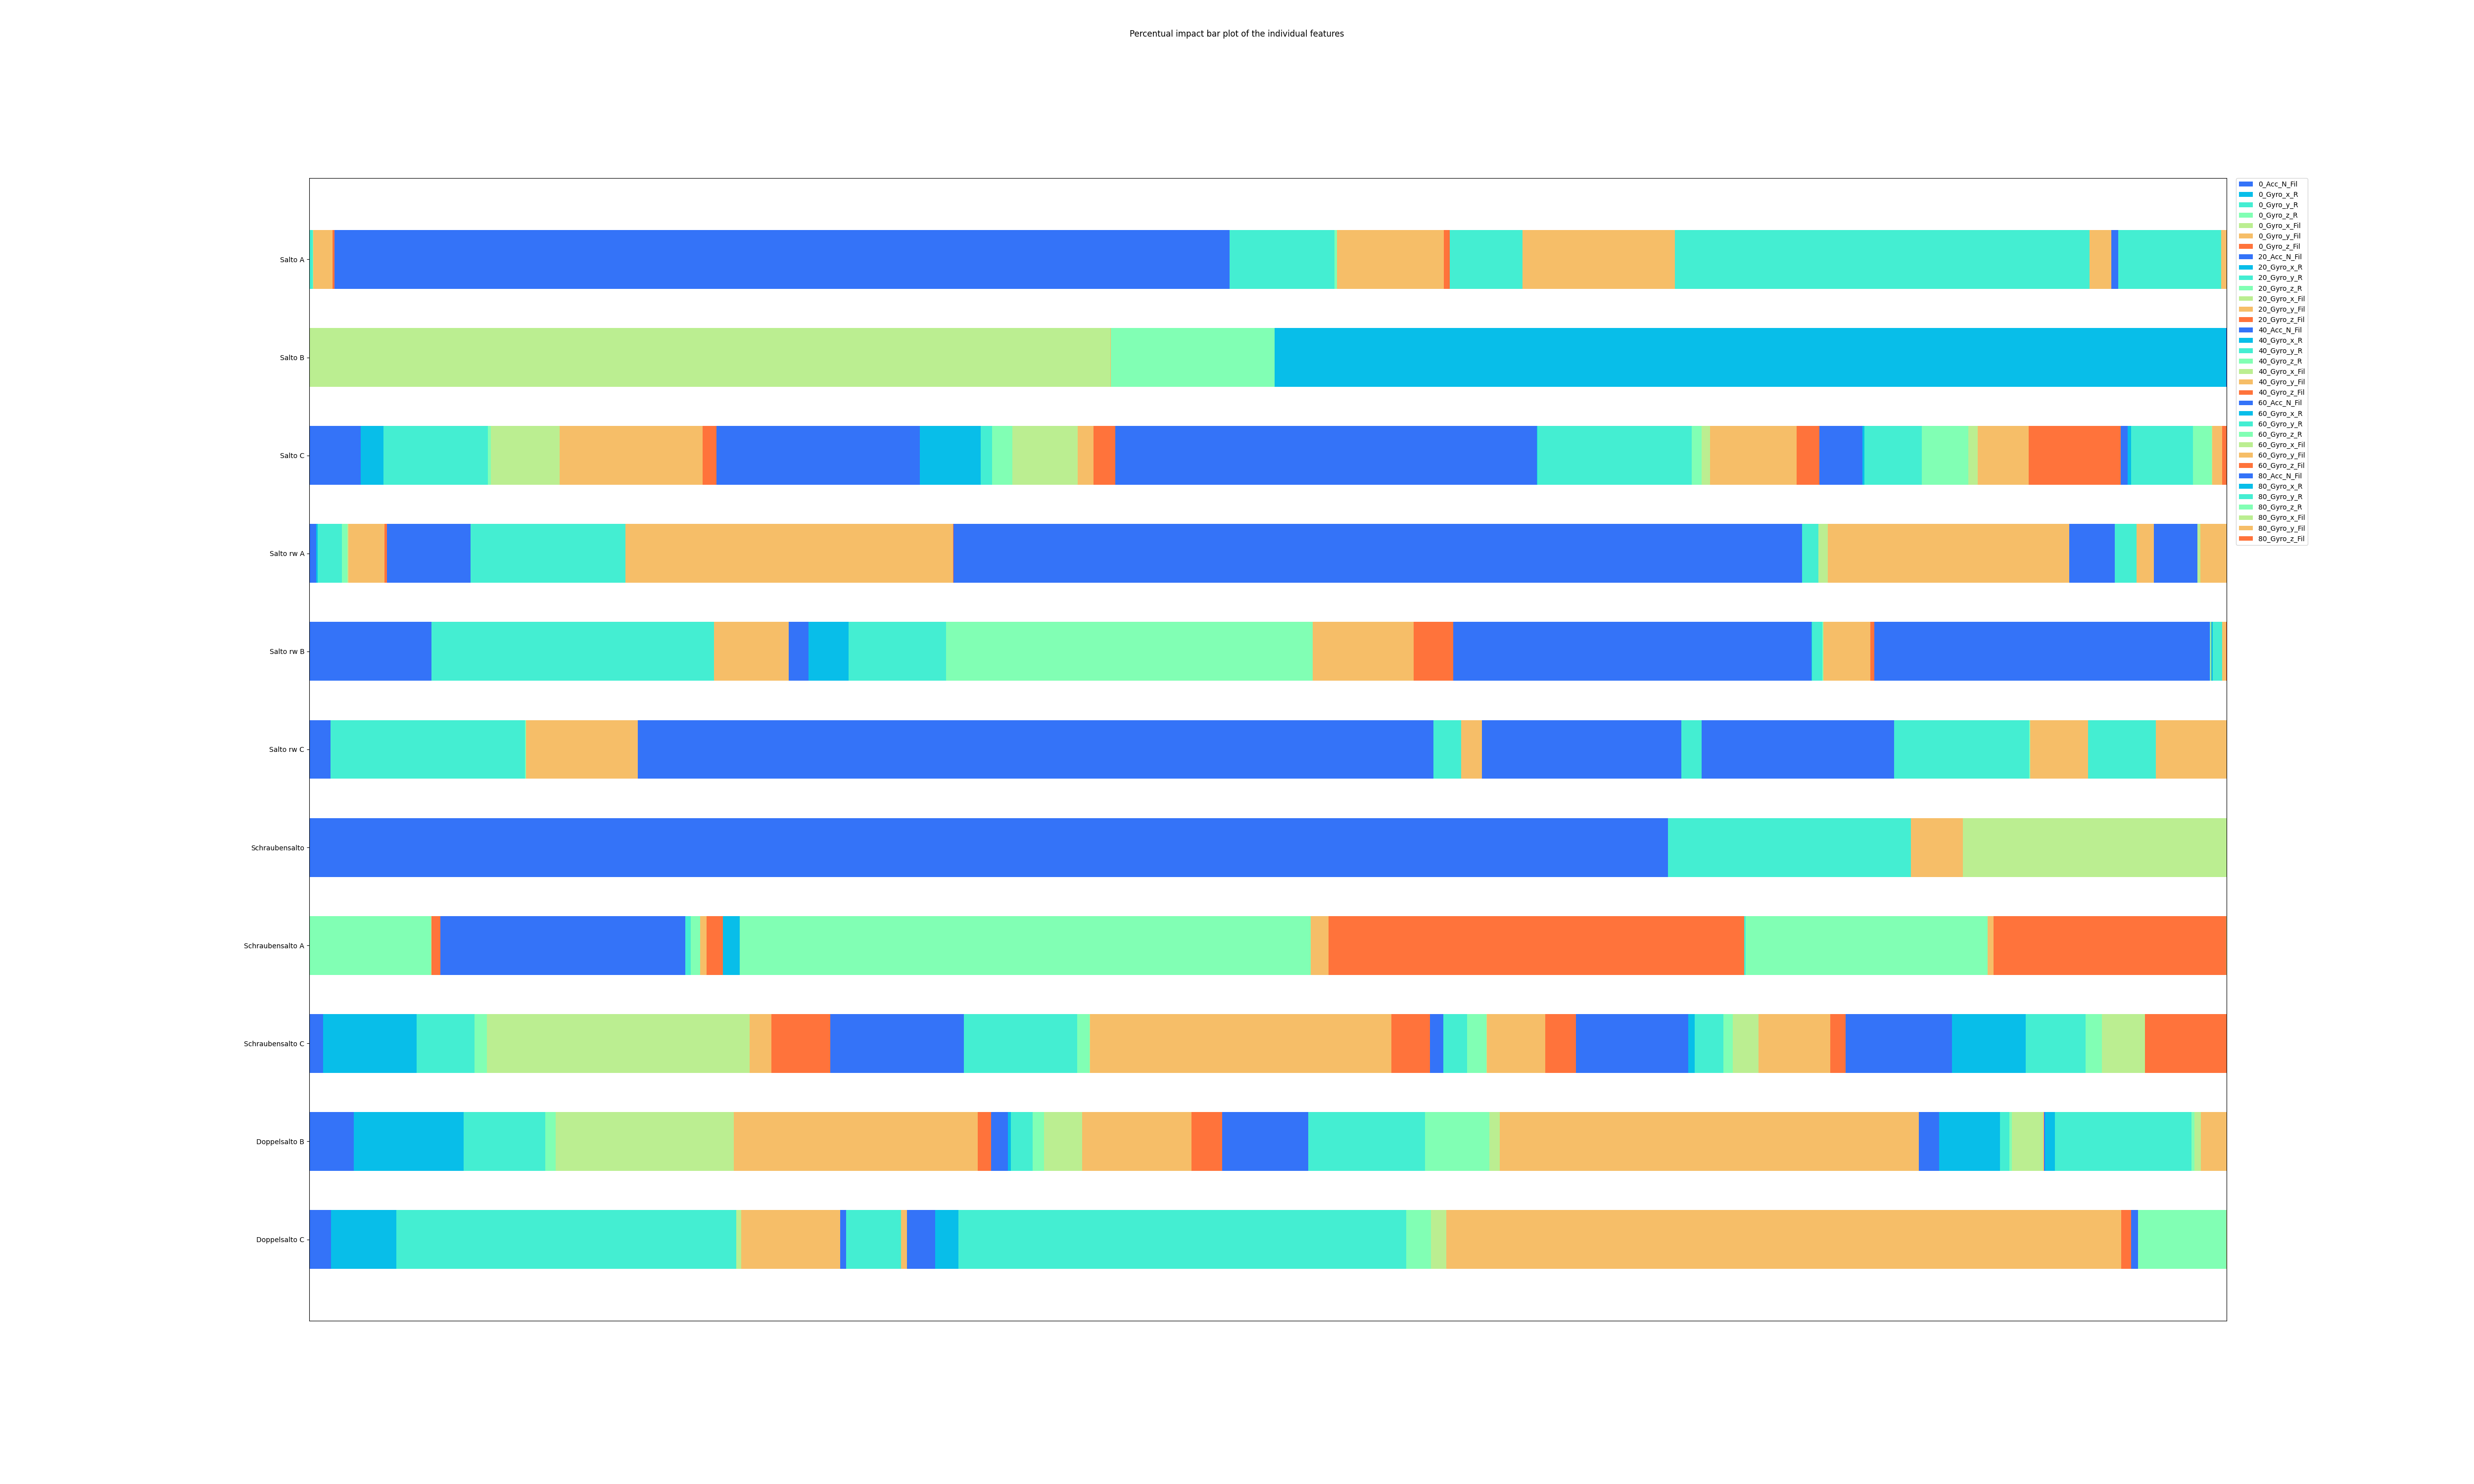 Percentual impact bar plot of the individual features
Salto A
Salto B
Salto C
Salto rw A
Salto rw B
Salto rw C
Schraubensalto
Schraubensalto A
Schraubensalto C
Doppelsalto B
Doppelsalto C
0_Acc_N_Fil
0_Gyro_x_R
0_Gyro_y_R
0_Gyro_z_R
0_Gyro_x_Fil
0_Gyro_y_Fil
0_Gyro_z_Fil
20_Acc_N_Fil
20_Gyro_x_R
20_Gyro_y_R
20_Gyro_z_R
20_Gyro_x_Fil
20_Gyro_y_Fil
20_Gyro_z_Fil
40_Acc_N_Fil
40_Gyro_x_R
40_Gyro_y_R
40_Gyro_z_R
40_Gyro_x_Fil
40_Gyro_y_Fil
40_Gyro_z_Fil
60_Acc_N_Fil
60_Gyro_x_R
60_Gyro_y_R
60_Gyro_z_R
60_Gyro_x_Fil
60_Gyro_y_Fil
60_Gyro_z_Fil
80_Acc_N_Fil
80_Gyro_x_R
80_Gyro_y_R
80_Gyro_z_R
80_Gyro_x_Fil
80_Gyro_y_Fil
80_Gyro_z_Fil